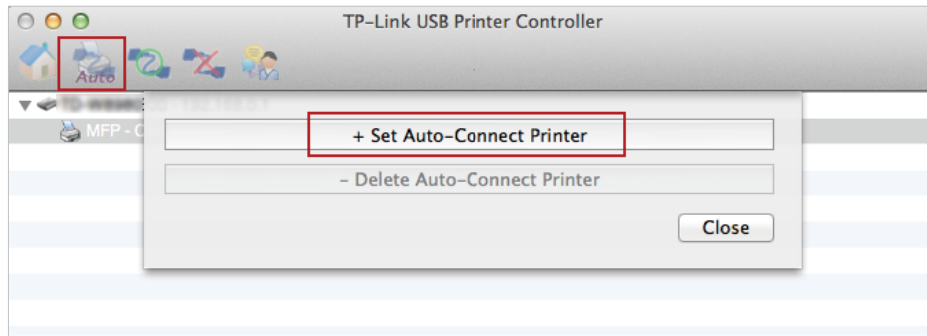 TP-Link USB Printer Controller
Auto
MFP - C
+ Set Auto-Connect Printer
- Delete Auto-Connect Printer
Close